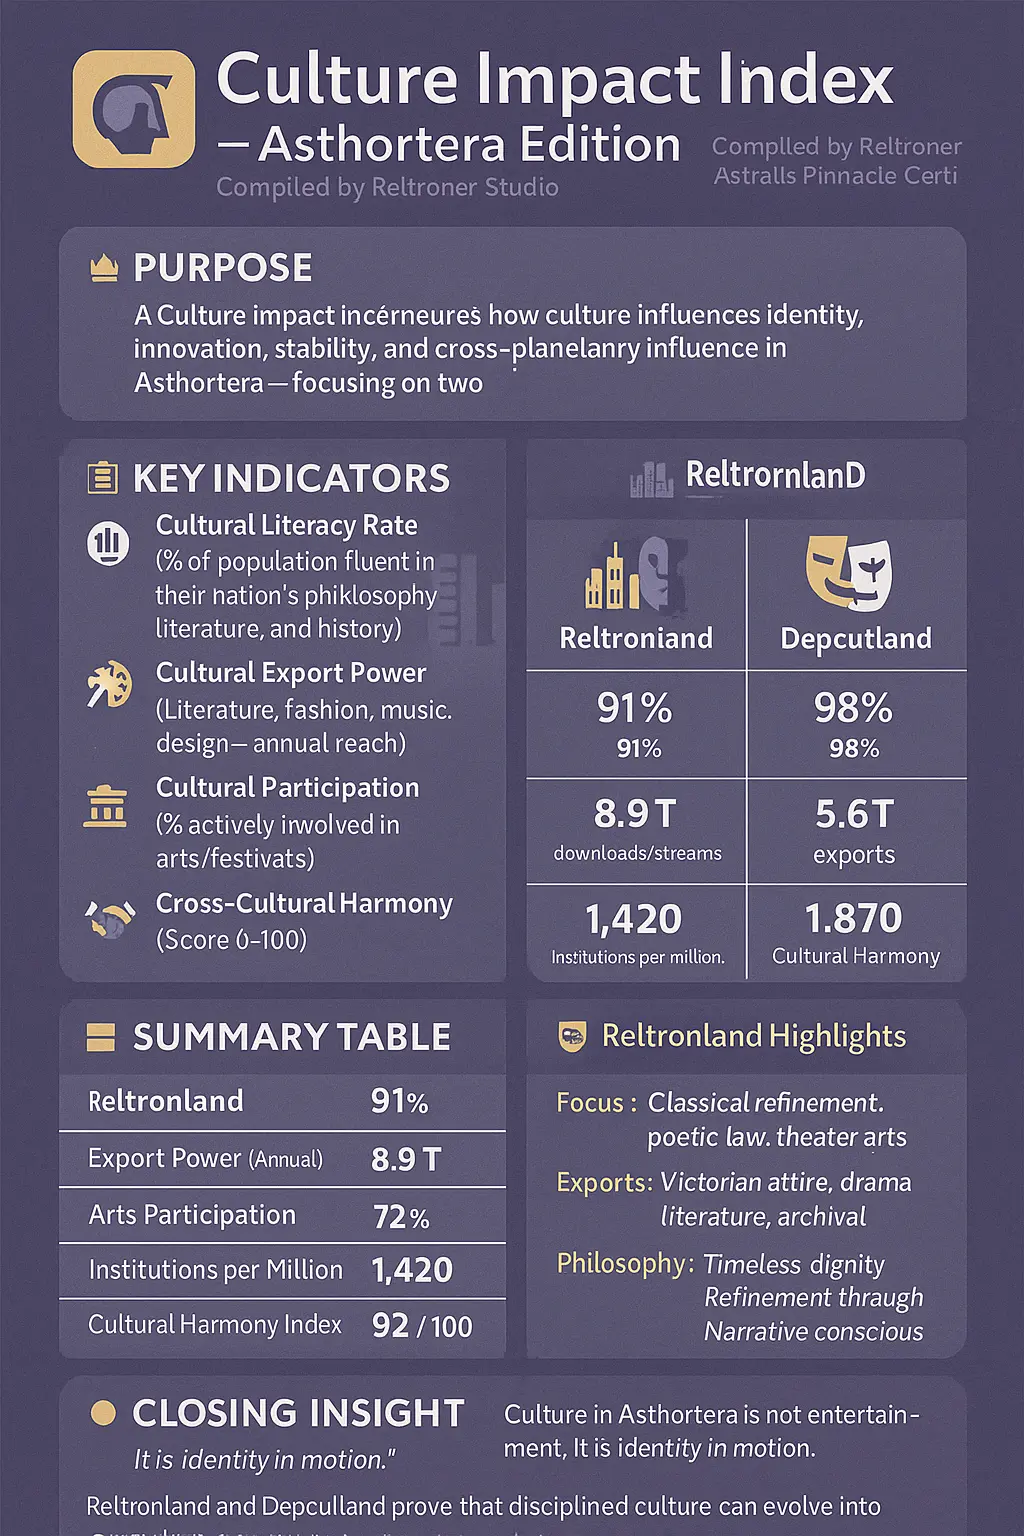 Culture Impact Index
— Asthortera Edition
Compiled by Reltroner Studio
Complled by Reltroner
Astralls Pinnacle Certi
PURPOSE
A Culture impact incérneures how culture influences identity,
innovation, stability, and cross-planelanry influence in
Asthortera — focusing on two
KEY INDICATORS
Cultural Literacy Rate
(% of population fluent in
their nation's phiklosophy
literature, and history)
Cultural Export Power
(Literature, fashion, music.
design— annual reach)
Cultural Participation
(% actively irwolved in
arts/festivats)
Cross-Cultural Harmony
(Score 0-100)
ReltrornlanD
Reltroniand
Depcutland
91%
91%
98%
98%
8.9 T
downloads/streams
5.6 T
exports
1,420
Institutions per million.
1.870
Cultural Harmony
SUMMARY TABLE
Reltronland 91%
Export Power (Annual) 8.9 T
Arts Participation 72%
Institutions per Million 1,420
Cultural Harmony Index 92 / 100
Reltronland Highlights
Focus : Classical refinement.
poetic law. theater arts
Exports: Victorian attire, drama
literature, archival
Philosophy: Timeless dignity
Refinement through
Narrative conscious
CLOSING INSIGHT
It is identity in motion."
Culture in Asthortera is not entertain-
ment, It is identity in motion.
Reltronland and Depculland prove that disciplined culture can evolve into